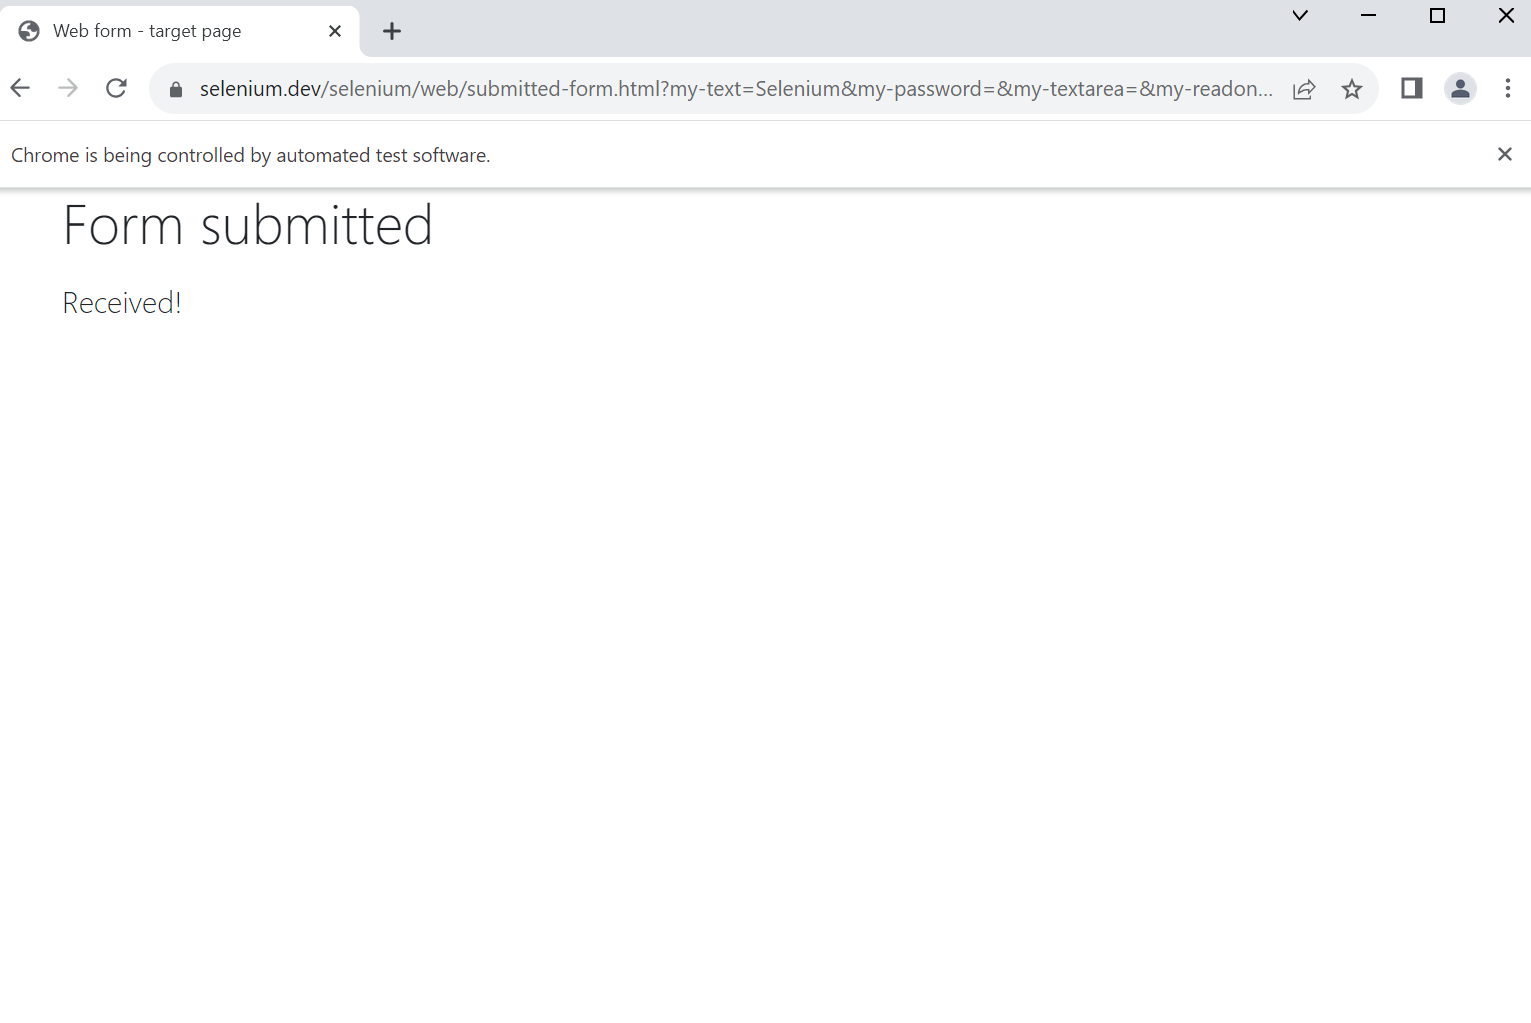 Web form - target page
selenium.dev/selenium/web/submitted-form.html?my-text=Selenium&my-password=&my-textarea=&my-readon...
Chrome is being controlled by automated test software.
Form submitted
Received!